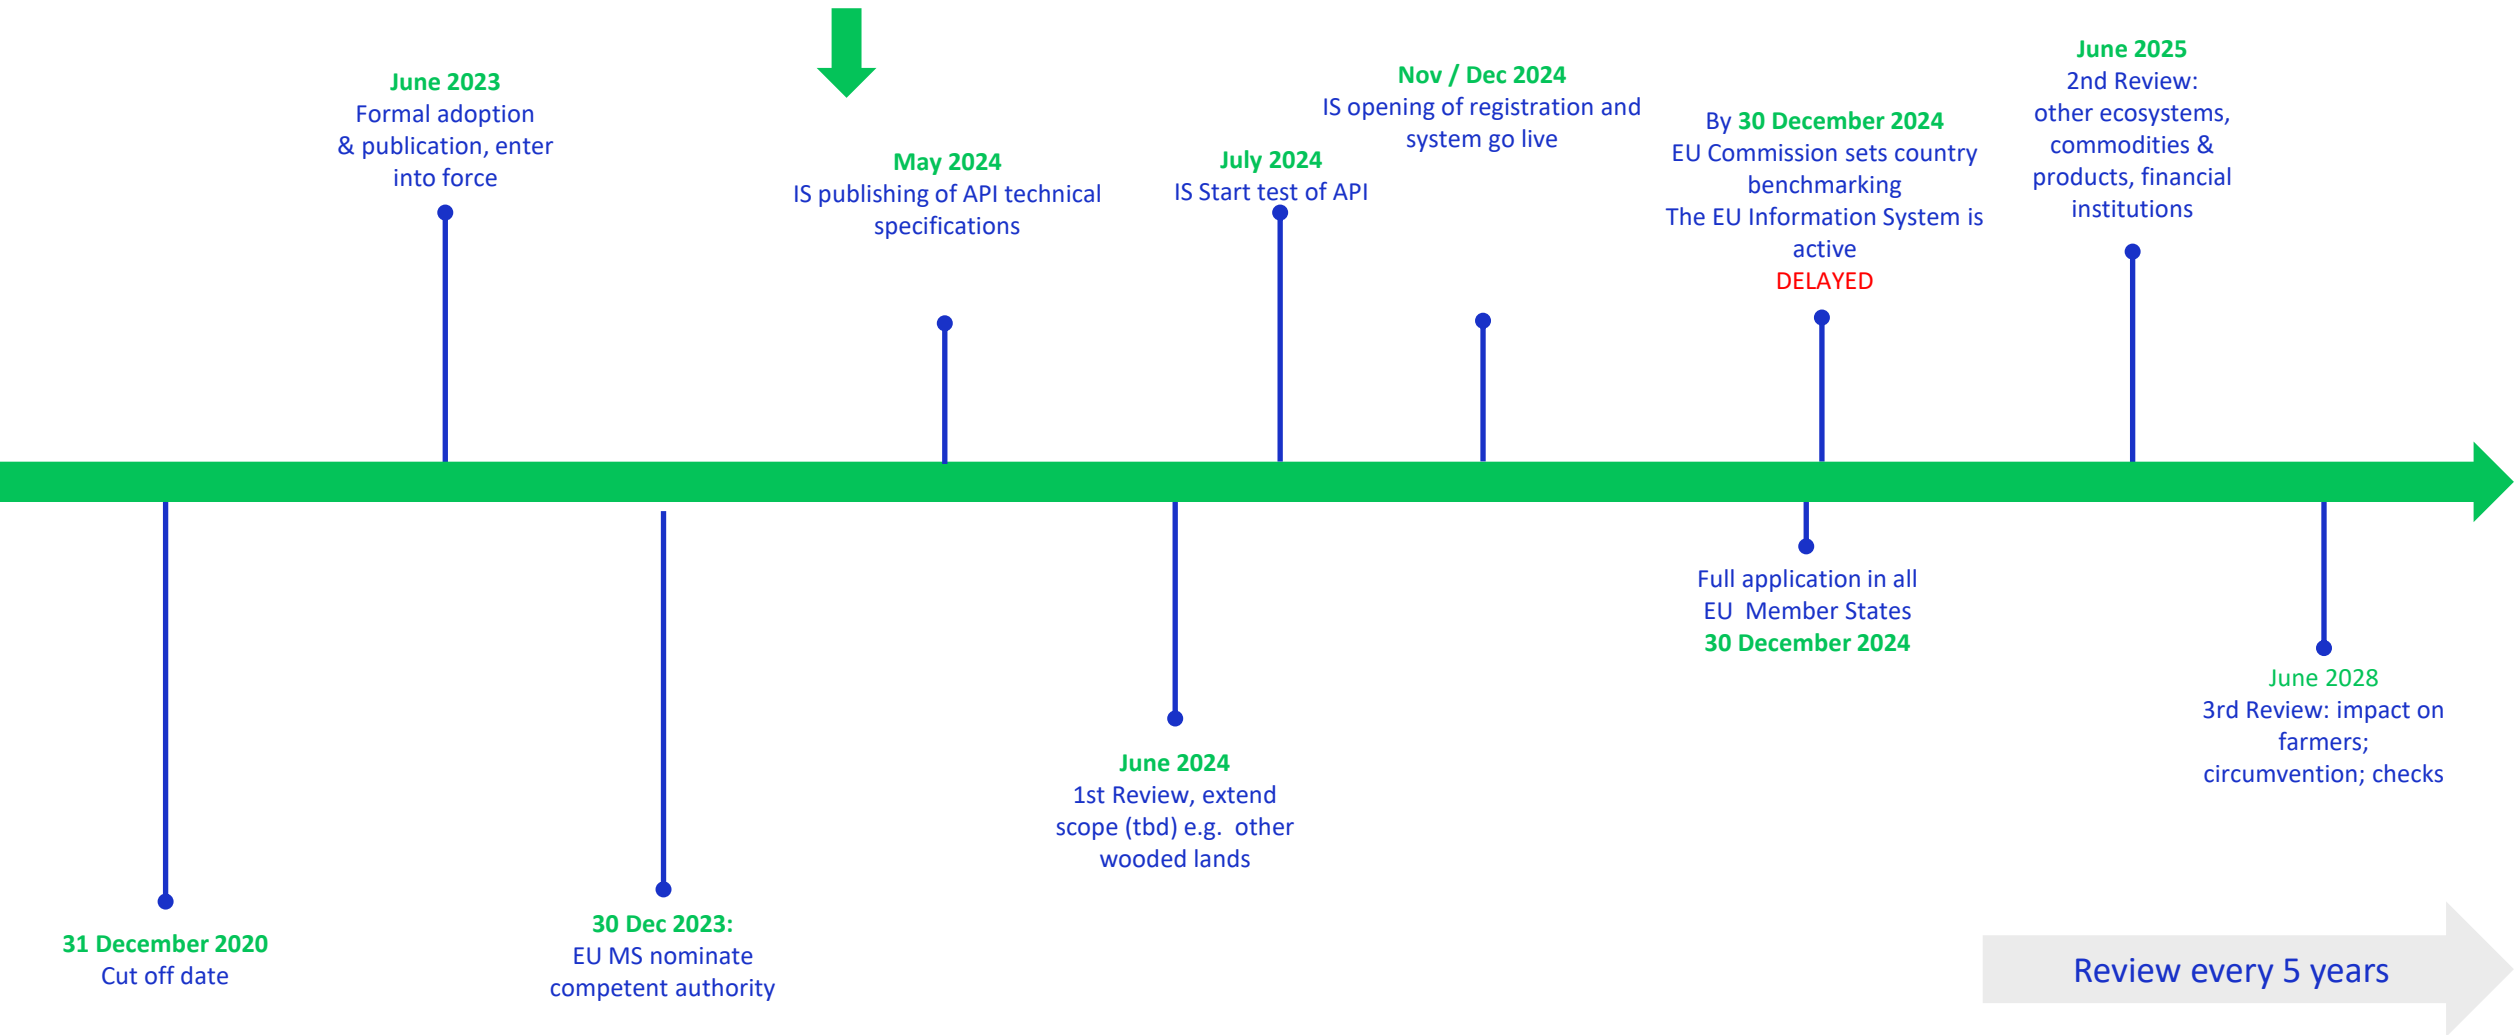 June 2023
Formal adoption
& publication, enter
into force
May 2024
IS publishing of API technical
specifications
July 2024
IS Start test of API
Nov / Dec 2024
IS opening of registration and
system go live
By 30 December 2024
EU Commission sets country
benchmarking
The EU Information System is
active
DELAYED
June 2025
2nd Review:
other ecosystems,
commodities &
products, financial
institutions
31 December 2020
Cut off date
30 Dec 2023:
EU MS nominate
competent authority
June 2024
1st Review, extend
scope (tbd) e.g. other
wooded lands
Full application in all
EU Member States
30 December 2024
June 2028
3rd Review: impact on
farmers;
circumvention; checks
Review every 5 years